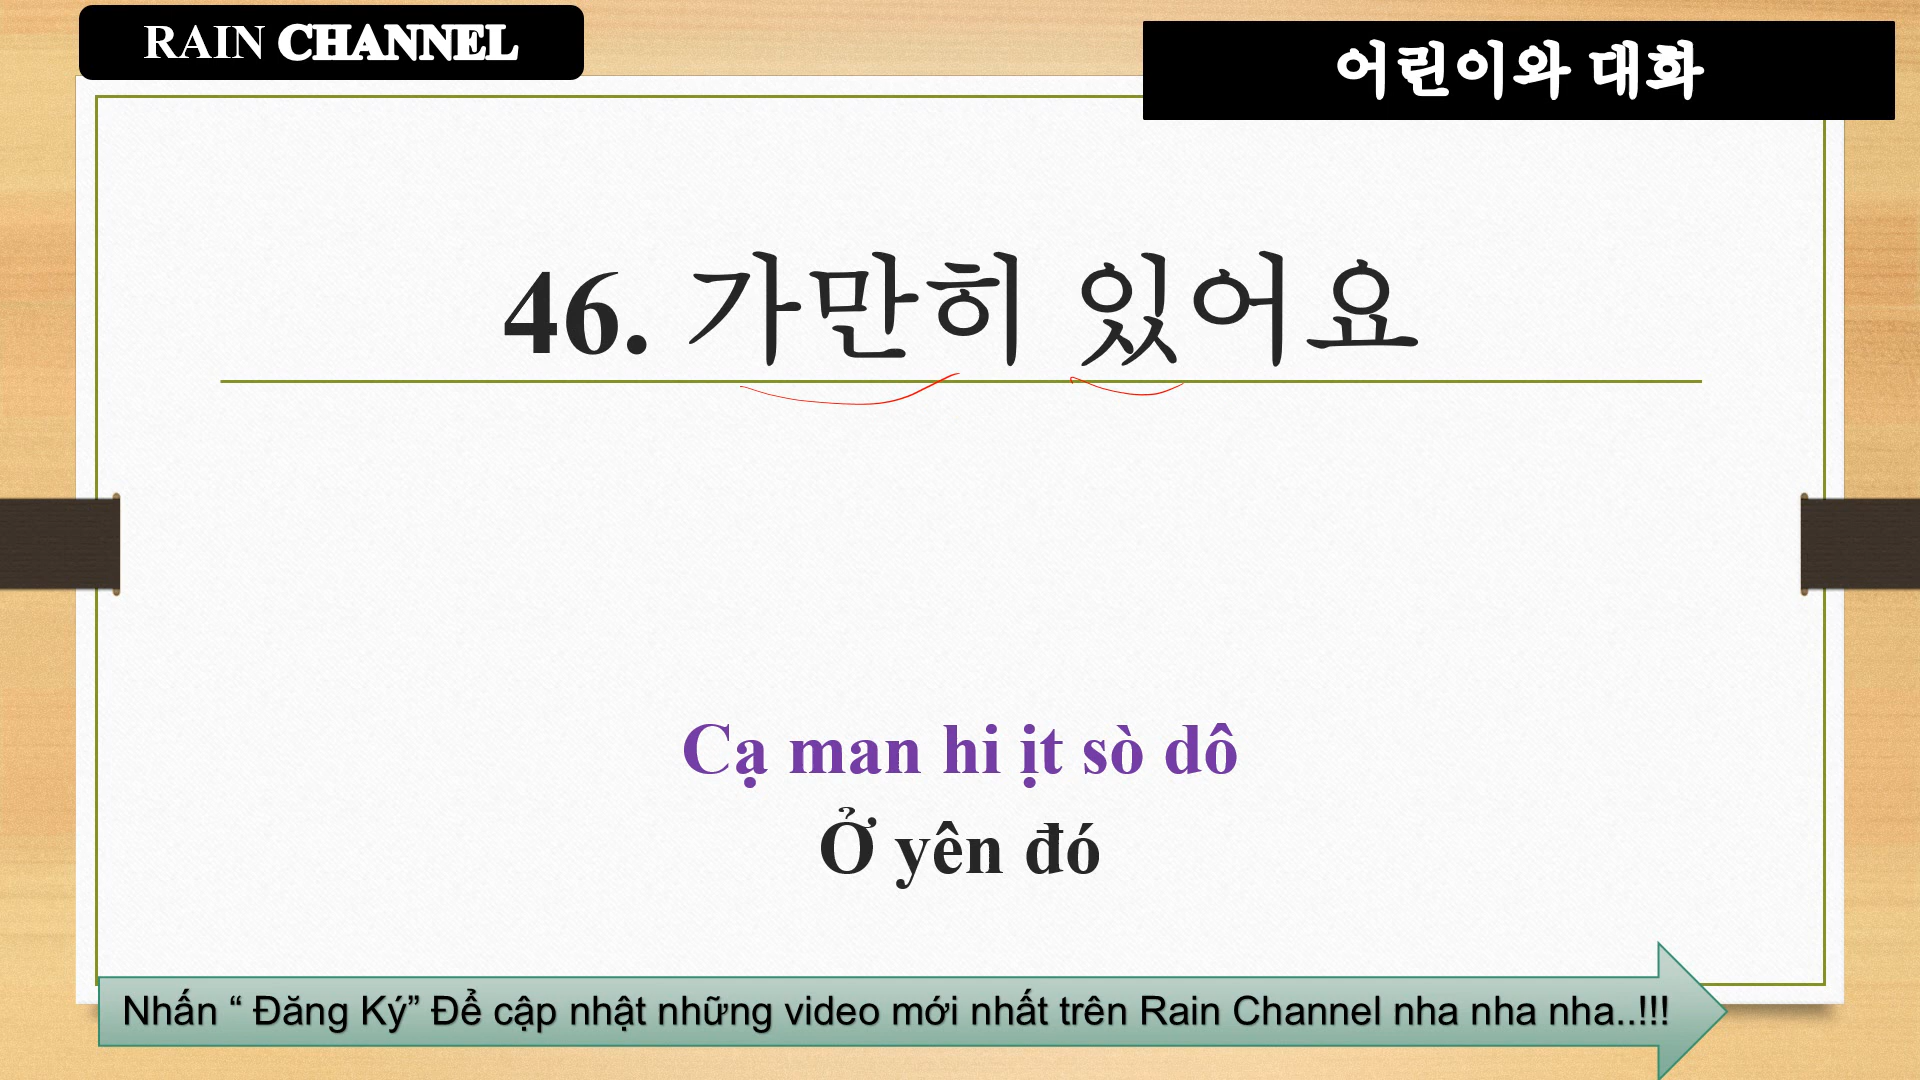 RAIN CHANNEL
어린이와 대화
46. 가만히 있어요
Cạ man hi ịt sò dô
Ở yên đó
Nhấn “ Đăng Ký” Để cập nhật những video mới nhất trên Rain Channel nha nha nha..!!!